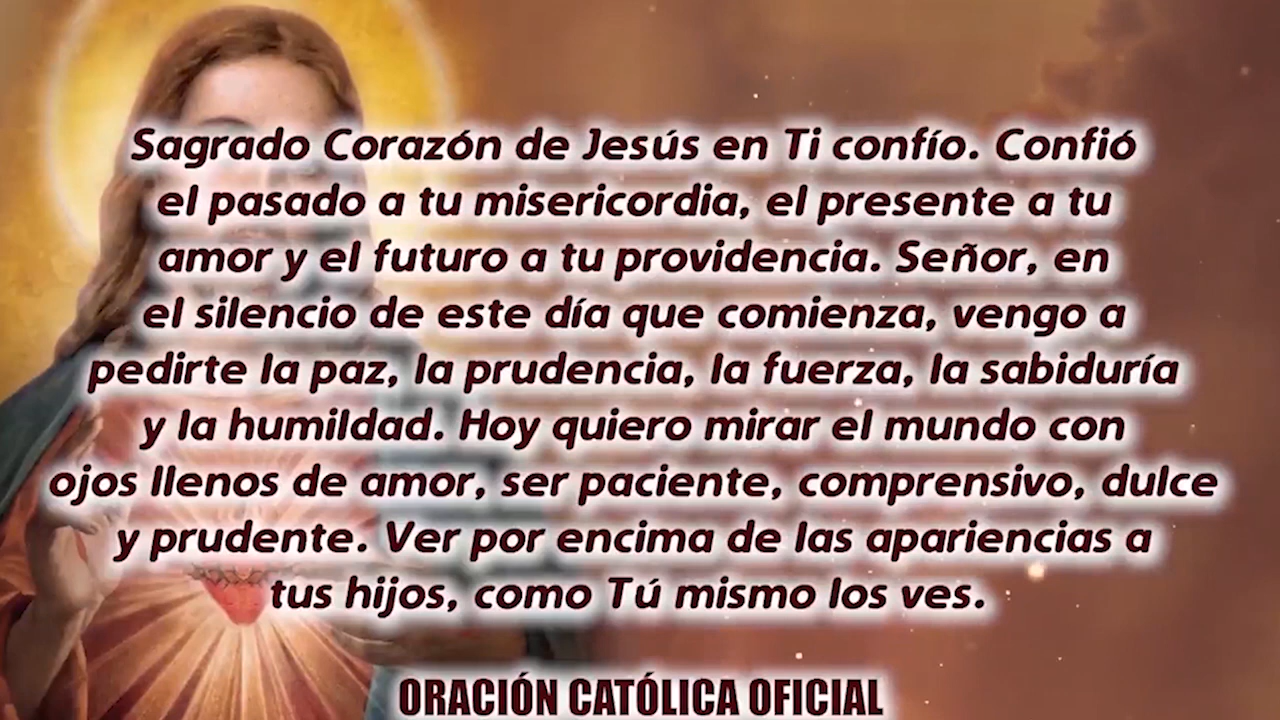 Sagrado Corazón de Jesús en Ti confío. Confió
el pasado a tu misericordia, el presente a tu
amor y el futuro a tu providencia. Señor, en
el silencio de este día que comienza, vengo a
pedirte la paz, la prudencia, la fuerza, la sabiduría
y la humildad. Hoy quiero mirar el mundo con
ojos llenos de amor, ser paciente, comprensivo, dulce
y prudente. Ver por encima de las apariencias a
tus hijos, como Tú mismo los ves.
ORACIÓN CATÓLICA OFICIAL